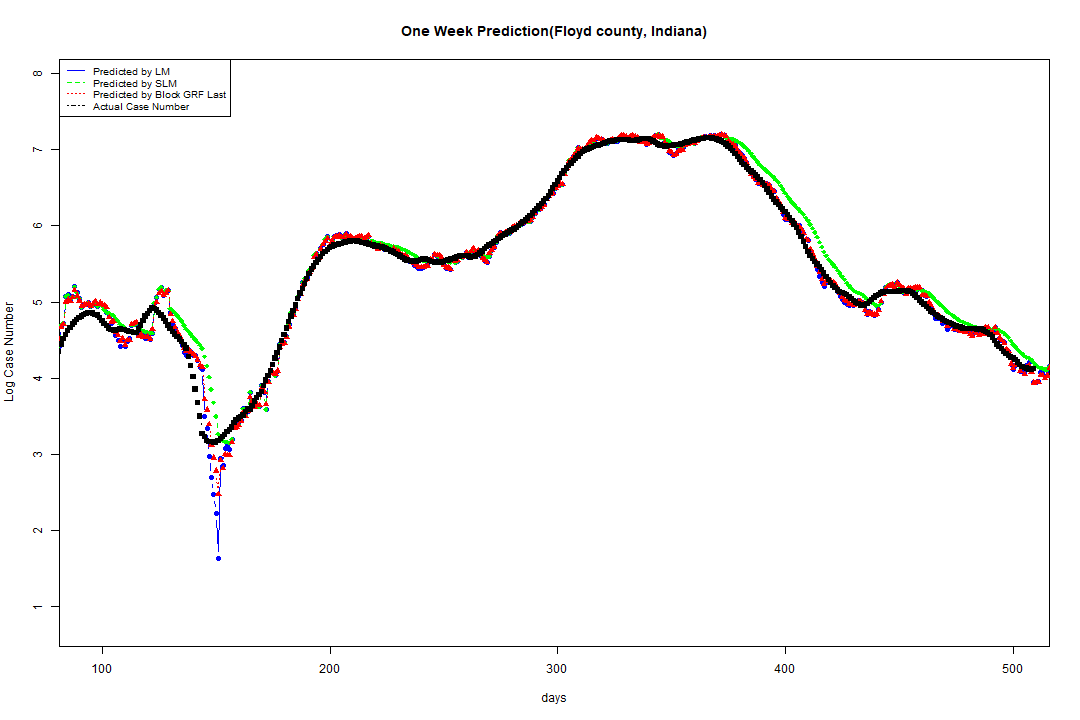 One Week Prediction(Floyd county, Indiana)
Predicted by LM
Predicted by SLM
Predicted by Block GRF Last
Actual Case Number
8
7
6
5
4
3
2
1
Log Case Number
100 200 300 400 500
days